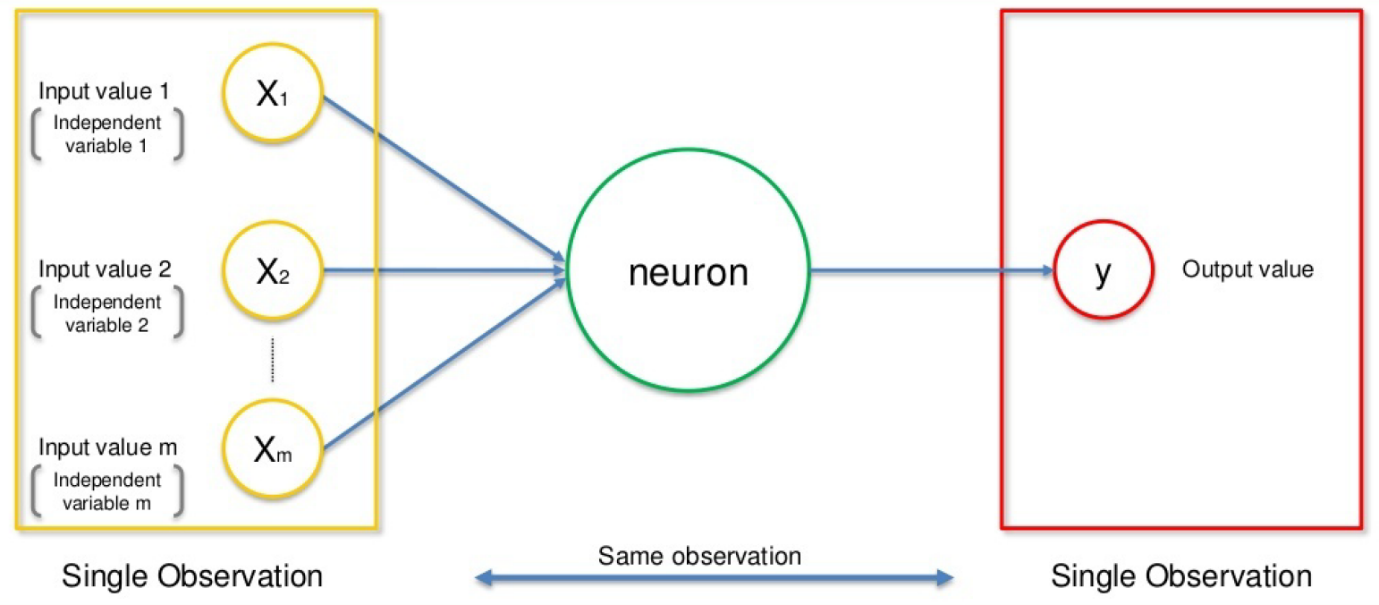 Input value 1
Independent
variable 1
X₁
Input value 2
Independent
variable 2
X₂
Input value m
Independent
variable m
Xm
neuron
y
Output value
Single Observation
Same observation
Single Observation